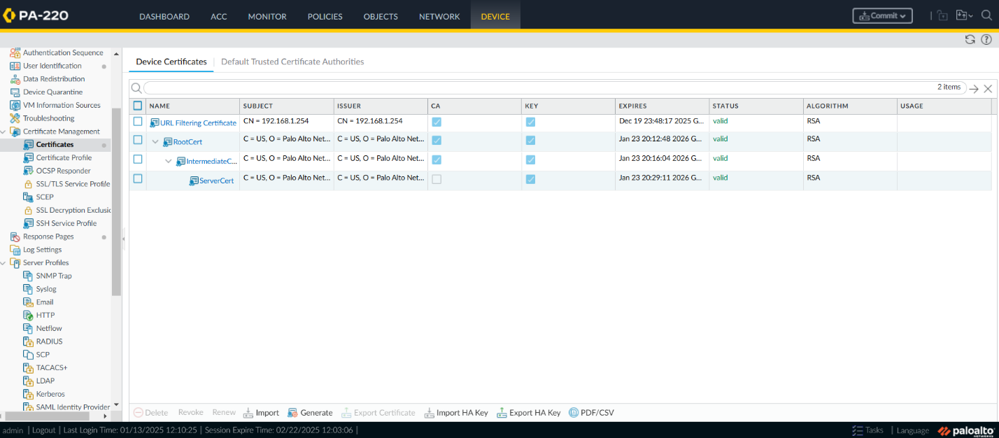 PA-220
DASHBOARD ACC MONITOR POLICIES OBJECTS NETWORK DEVICE
Commit
Authentication Sequence
User Identification
Data Redistribution
Device Quarantine
VM Information Sources
Troubleshooting
Certificate Management
Certificates
Certificate Profile
OCSP Responder
SSL/TLS Service Profile
SCEP
SSL Decryption Exclusio
SSH Service Profile
Response Pages
Log Settings
Server Profiles
SNMP Trap
Syslog
Email
HTTP
Netflow
RADIUS
SCP
TACACS+
LDAP
Kerberos
SAML Identity Provider
Device Certificates Default Trusted Certificate Authorities
2 items
NAME SUBJECT ISSUER CA KEY EXPIRES STATUS ALGORITHM USAGE
URL Filtering Certificate CN = 192.168.1.254 CN = 192.168.1.254 Dec 19 23:48:17 2025 G... valid RSA
RootCert C = US, O = Palo Alto Net... C = US, O = Palo Alto Net... Jan 23 20:12:48 2026 G... valid RSA
IntermediateC... C = US, O = Palo Alto Net... C = US, O = Palo Alto Net... Jan 23 20:16:04 2026 G... valid RSA
ServerCert C = US, O = Palo Alto Net... C = US, O = Palo Alto Net... Jan 23 20:29:11 2026 G... valid RSA
Delete Revoke Renew Import Generate Export Certificate Import HA Key Export HA Key PDF/CSV
admin | Logout | Last Login Time: 01/13/2025 12:10:25 | Session Expire Time: 02/22/2025 12:03:06 |
Tasks | Language paloalto
NETWORKS